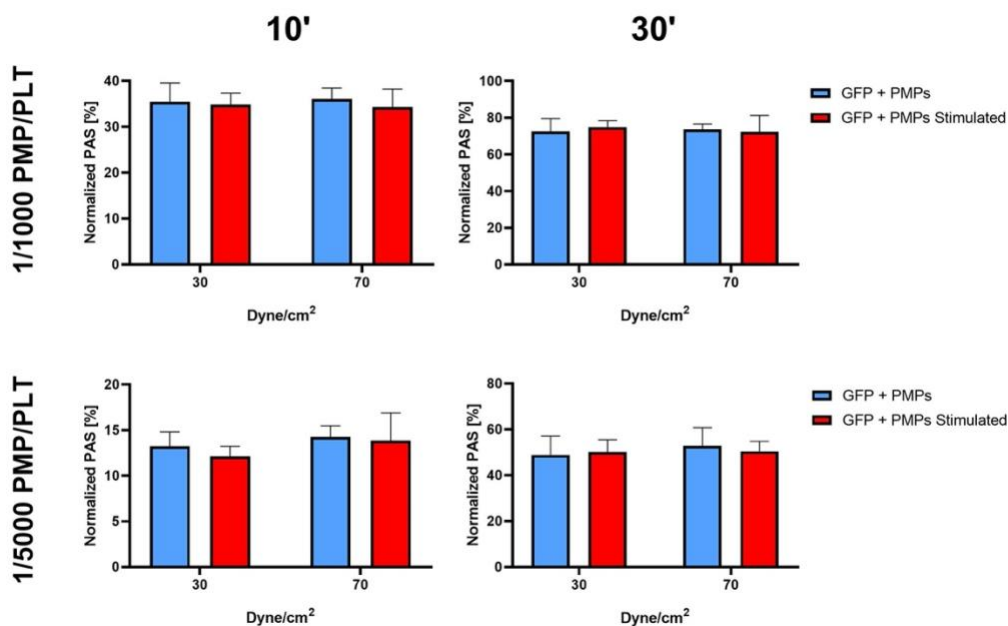 10'
30'
1/1000 PMP/PLT
Normalized PAS [%]
40
30
20
10
0
30
70
Dyne/cm²
Normalized PAS [%]
100
80
60
40
20
0
30
70
Dyne/cm²
GFP + PMPs
GFP + PMPs Stimulated
1/5000 PMP/PLT
Normalized PAS [%]
20
15
10
5
0
30
70
Dyne/cm²
Normalized PAS [%]
80
60
40
20
0
30
70
Dyne/cm²
GFP + PMPs
GFP + PMPs Stimulated